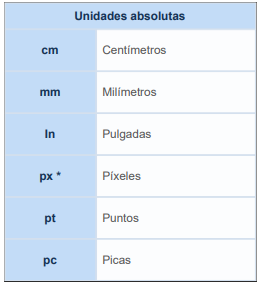 Unidades absolutas
cm Centímetros
mm Milímetros
In Pulgadas
px * Píxeles
pt Puntos
pc Picas